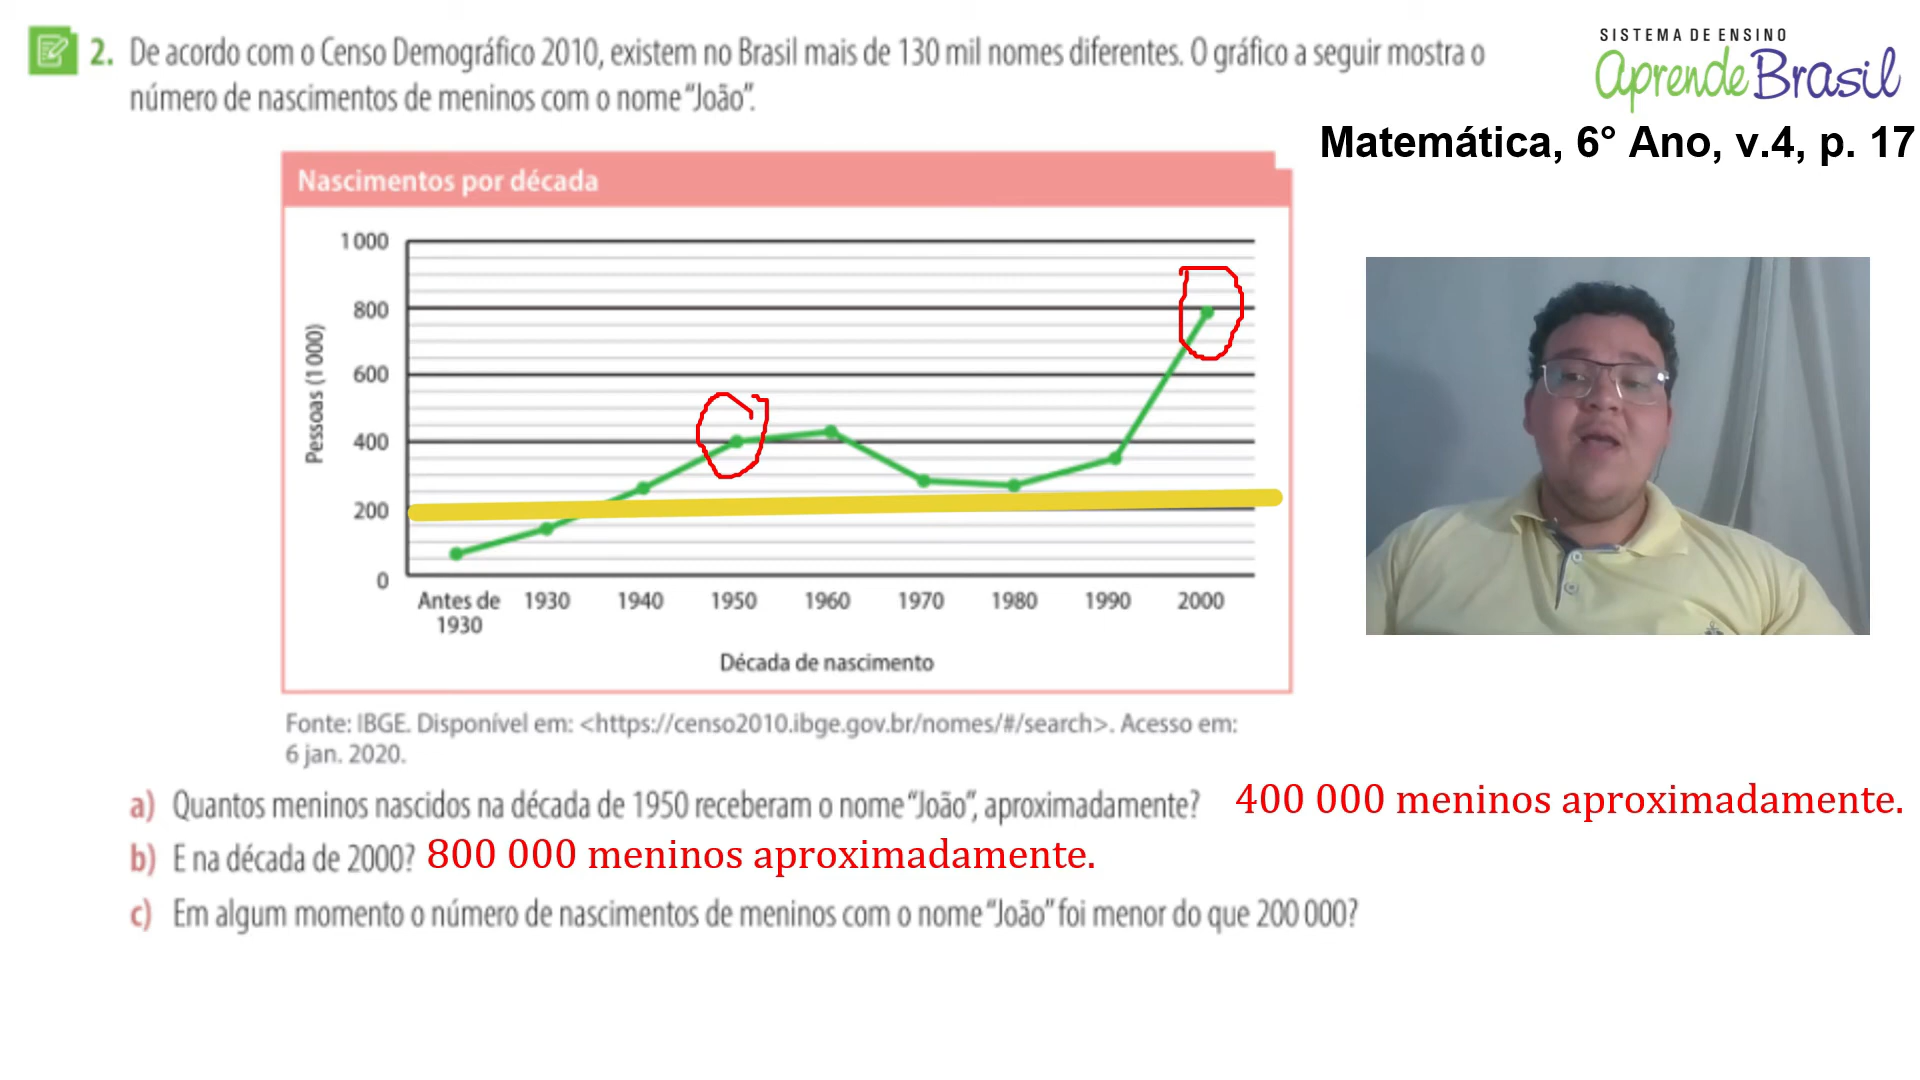 2. De acordo com o Censo Demográfico 2010, existem no Brasil mais de 130 mil nomes diferentes. O gráfico a seguir mostra o
número de nascimentos de meninos com o nome “João”.
SISTEMA DE ENSINO
aprende Brasil
Matemática, 6° Ano, v.4, p. 17
Nascimentos por década
Pessoas (1 000)
1 000
800
600
400
200
0
Antes de 1930 1940 1950 1960 1970 1980 1990 2000
1930
Década de nascimento
Fonte: IBGE. Disponível em: <https://censo2010.ibge.gov.br/nomes/#/search>. Acesso em:
6 jan. 2020.
a) Quantos meninos nascidos na década de 1950 receberam o nome “João”, aproximadamente? 400 000 meninos aproximadamente.
b) E na década de 2000? 800 000 meninos aproximadamente.
c) Em algum momento o número de nascimentos de meninos com o nome “João” foi menor do que 200 000?